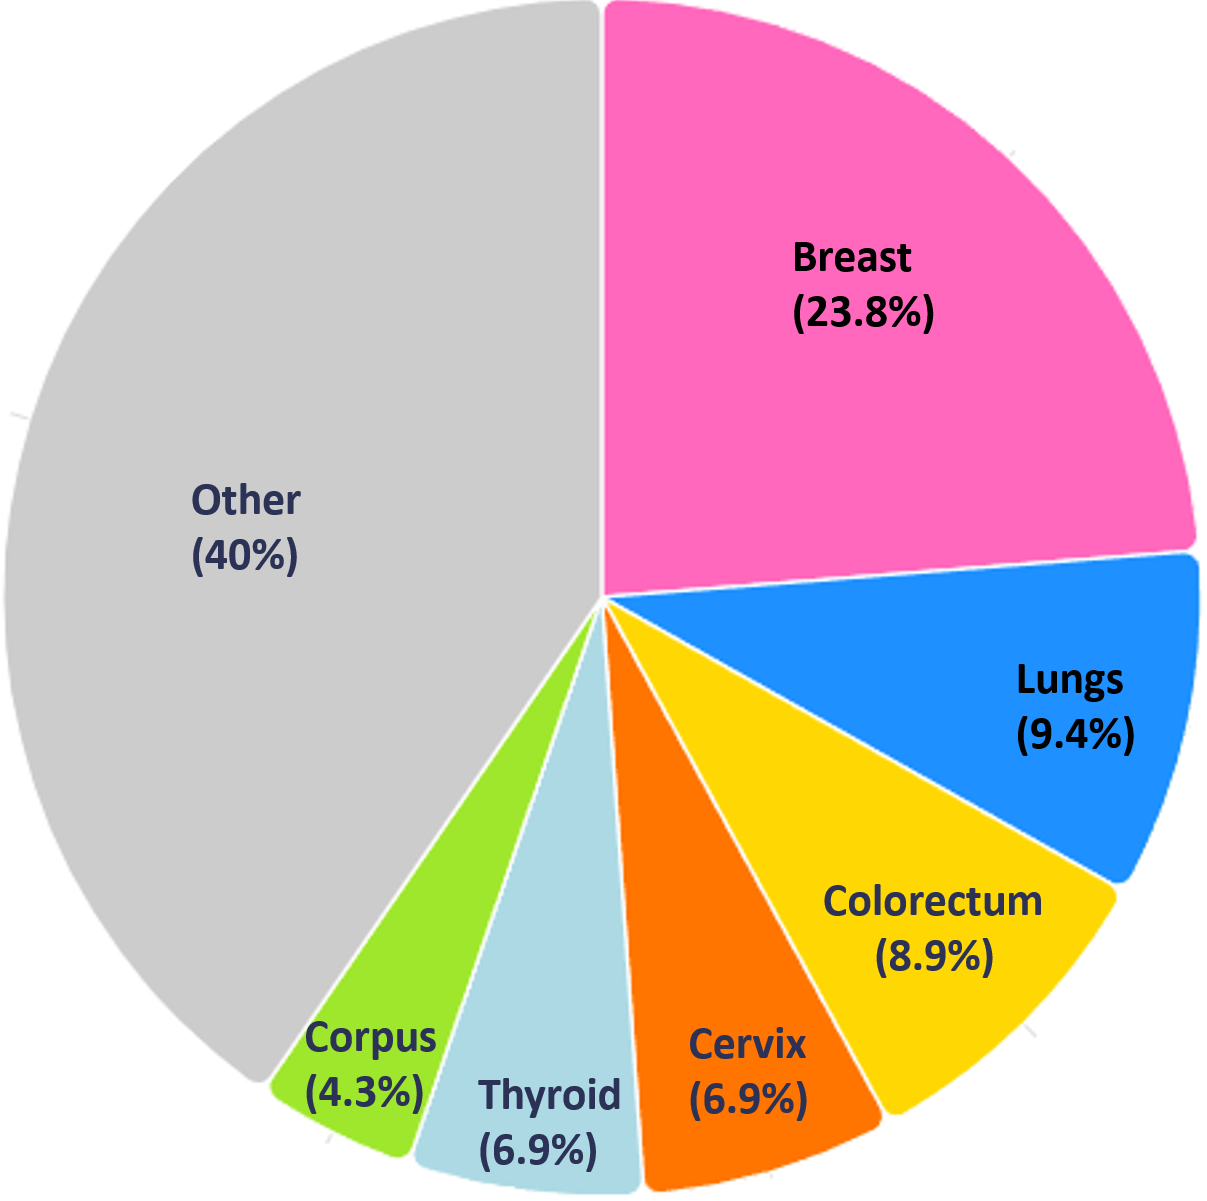 Breast
(23.8%)
Lungs
(9.4%)
Colorectum
(8.9%)
Cervix
(6.9%)
Thyroid
(6.9%)
Corpus
(4.3%)
Other
(40%)